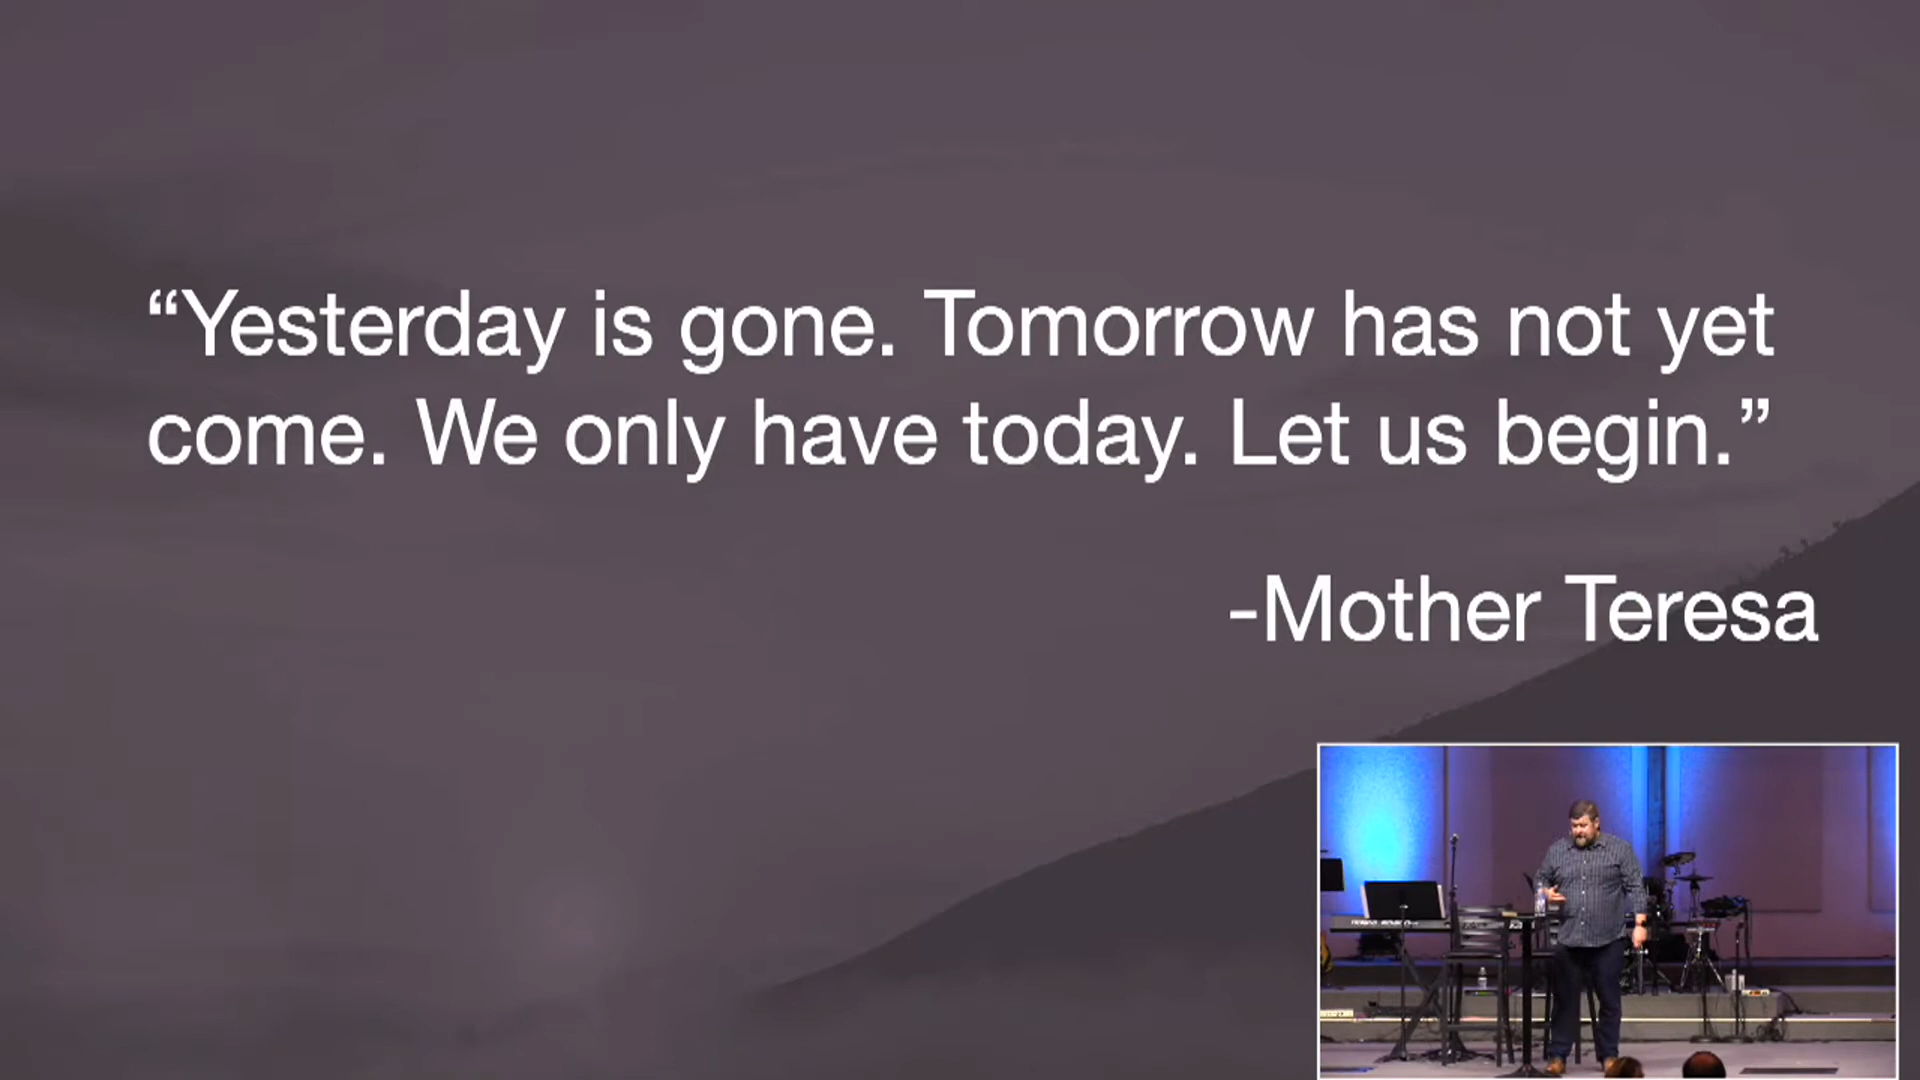 “Yesterday is gone. Tomorrow has not yet
come. We only have today. Let us begin.”
-Mother Teresa